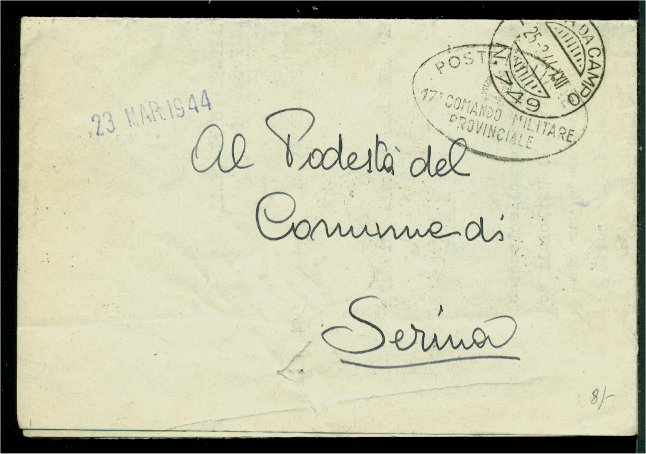 POSTA DA CAMPO
25.2.44.XXII
N. 749
POST
17° COMANDO MILITARE
PROVINCIALE
23 MAR. 1944
Al Podestà del
Comune di
Serina
8/-